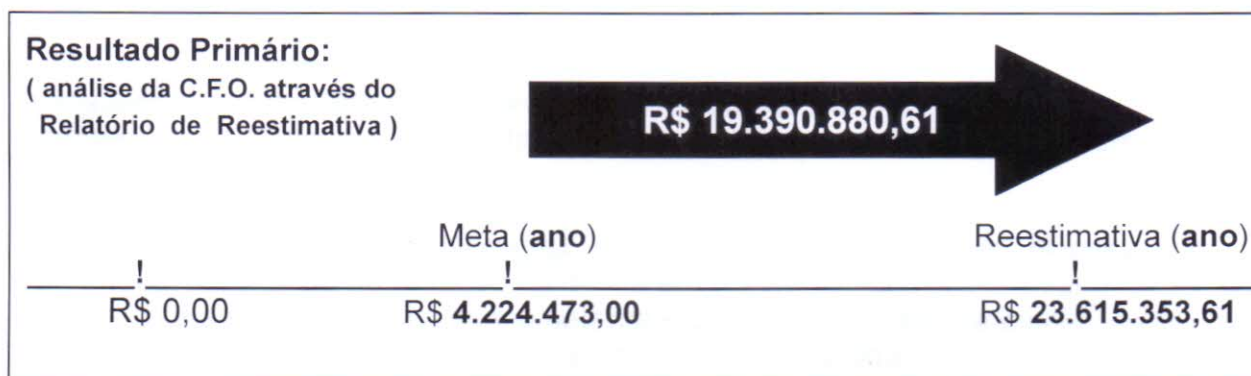 Resultado Primário:
( análise da C.F.O. através do
Relatório de Reestimativa )
R$ 19.390.880,61
Meta (ano)
Reestimativa (ano)
! ! !
R$ 0,00
R$ 4.224.473,00
R$ 23.615.353,61